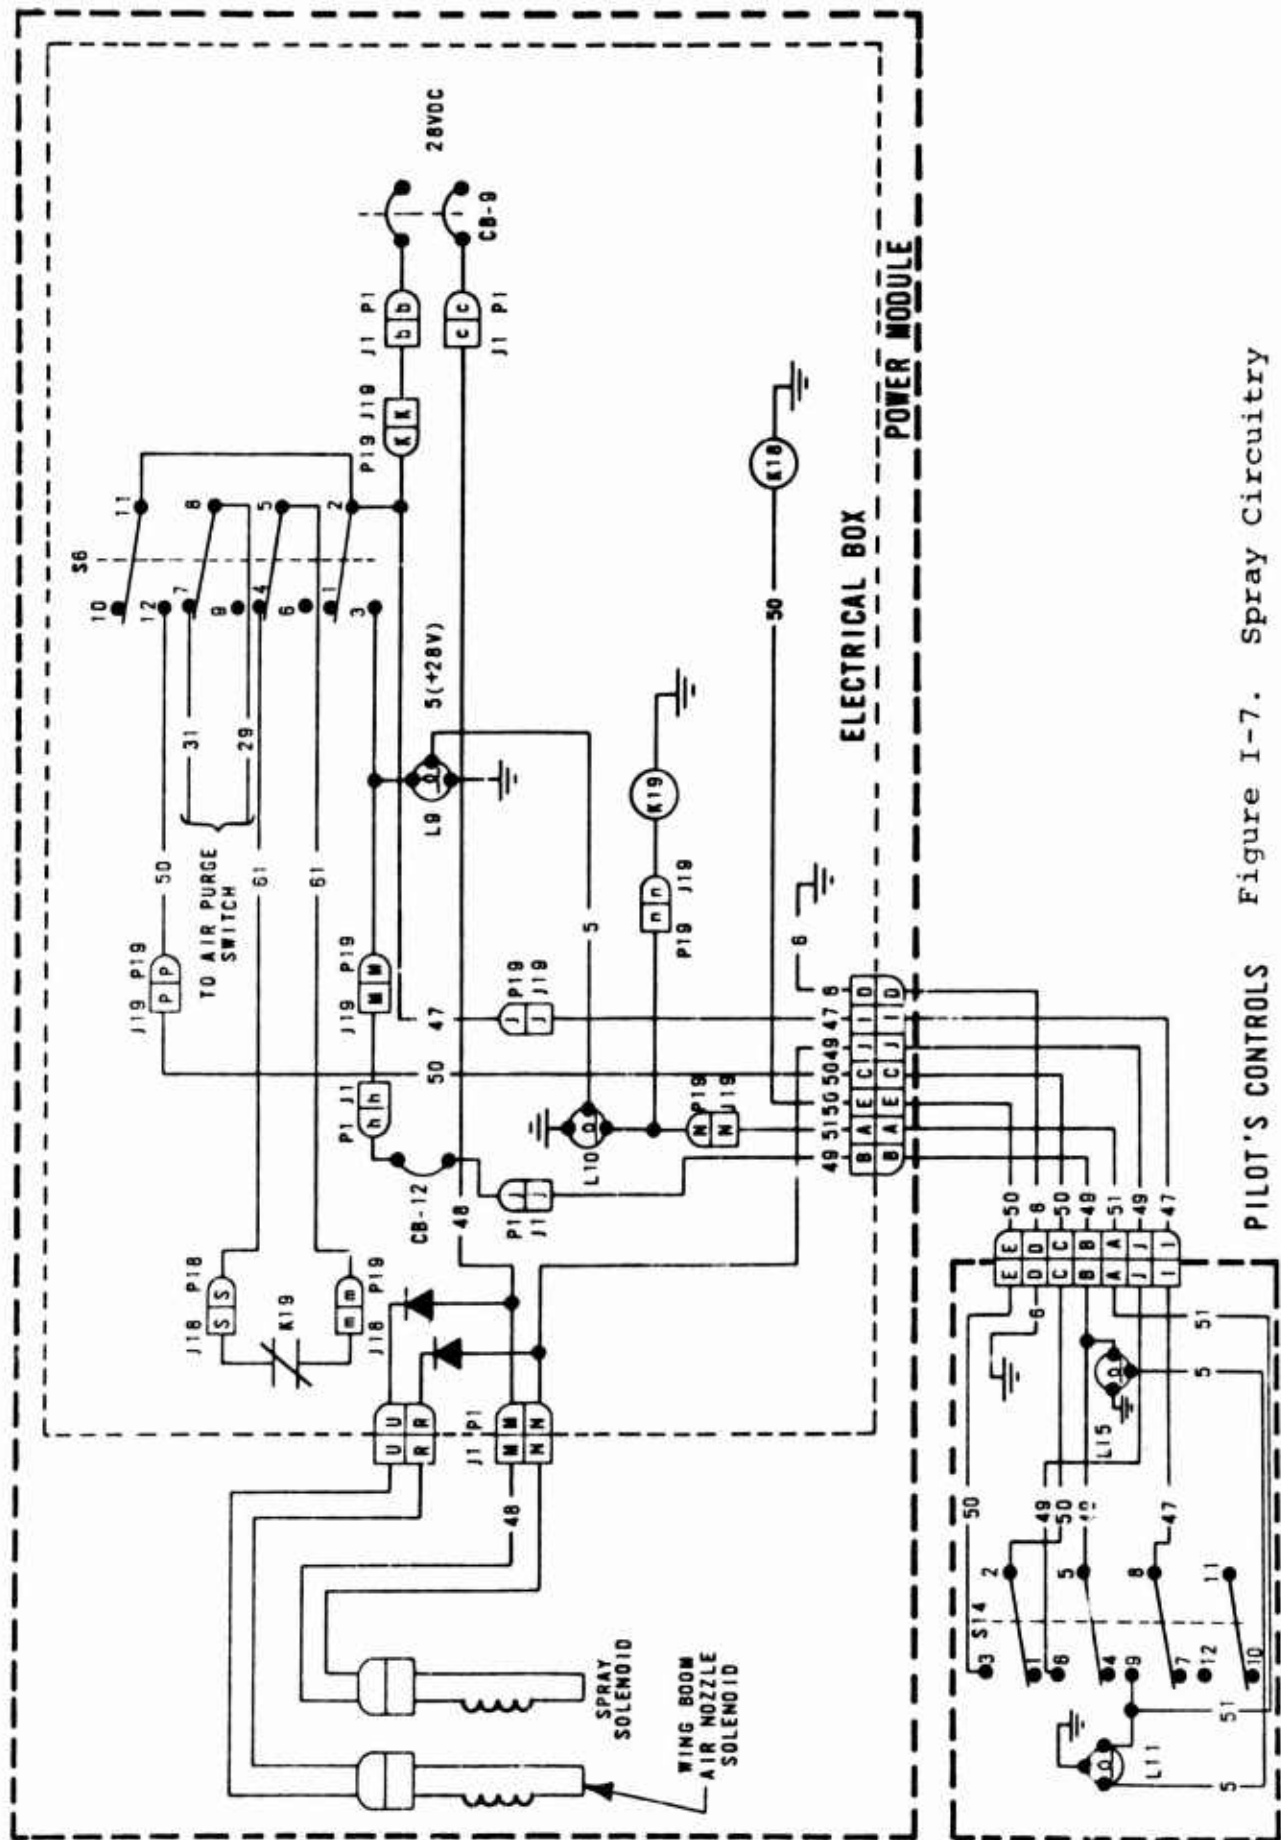 28VDC
CB-9
J1 P1
b b
c c
J1 P1
P19 J19
K K
S6
11
8
5
2
10
12
7
9
4
6
1
3
50
31
29
TO AIR PURGE
SWITCH
61
61
J19 P19
P P
J19 P19
M M
P1 J1
h h
CB-12
P1
J1
J
J
J18 P18
S S
K19
m m
J18 P19
5(+28V)
L9
5
L10
47
50
48
P19
J19
J
J
K19
n n
P19 J19
P19
J19
N
N
K18
50
6
49 51 50 50 49 47 6
B A E C J I D
B A E C J I D
ELECTRICAL BOX
POWER MODULE
U U
R R
J1 P1
M M
N N
48
SPRAY
SOLENOID
WING BOOM
AIR NOZZLE
SOLENOID
50
6
50
49
51
49
47
E E
D D
C C
B B
A A
J J
I I
50
6
49
50
47
51
5
L15
S14
3
2
1
6
5
4
9
8
7
12
11
10
L11
51
5
PILOT'S CONTROLS
Figure I-7. Spray Circuitry